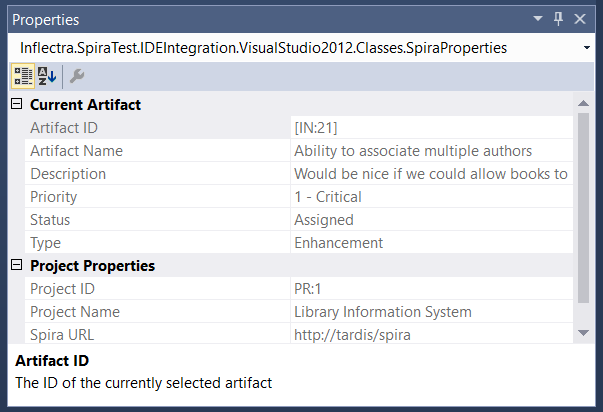 Properties
Inflectra.SpiraTest.IDEIntegration.VisualStudio2012.Classes.SpiraProperties
Current Artifact
Artifact ID [IN:21]
Artifact Name Ability to associate multiple authors
Description Would be nice if we could allow books to
Priority 1 - Critical
Status Assigned
Type Enhancement
Project Properties
Project ID PR:1
Project Name Library Information System
Spira URL http://tardis/spira
Artifact ID
The ID of the currently selected artifact